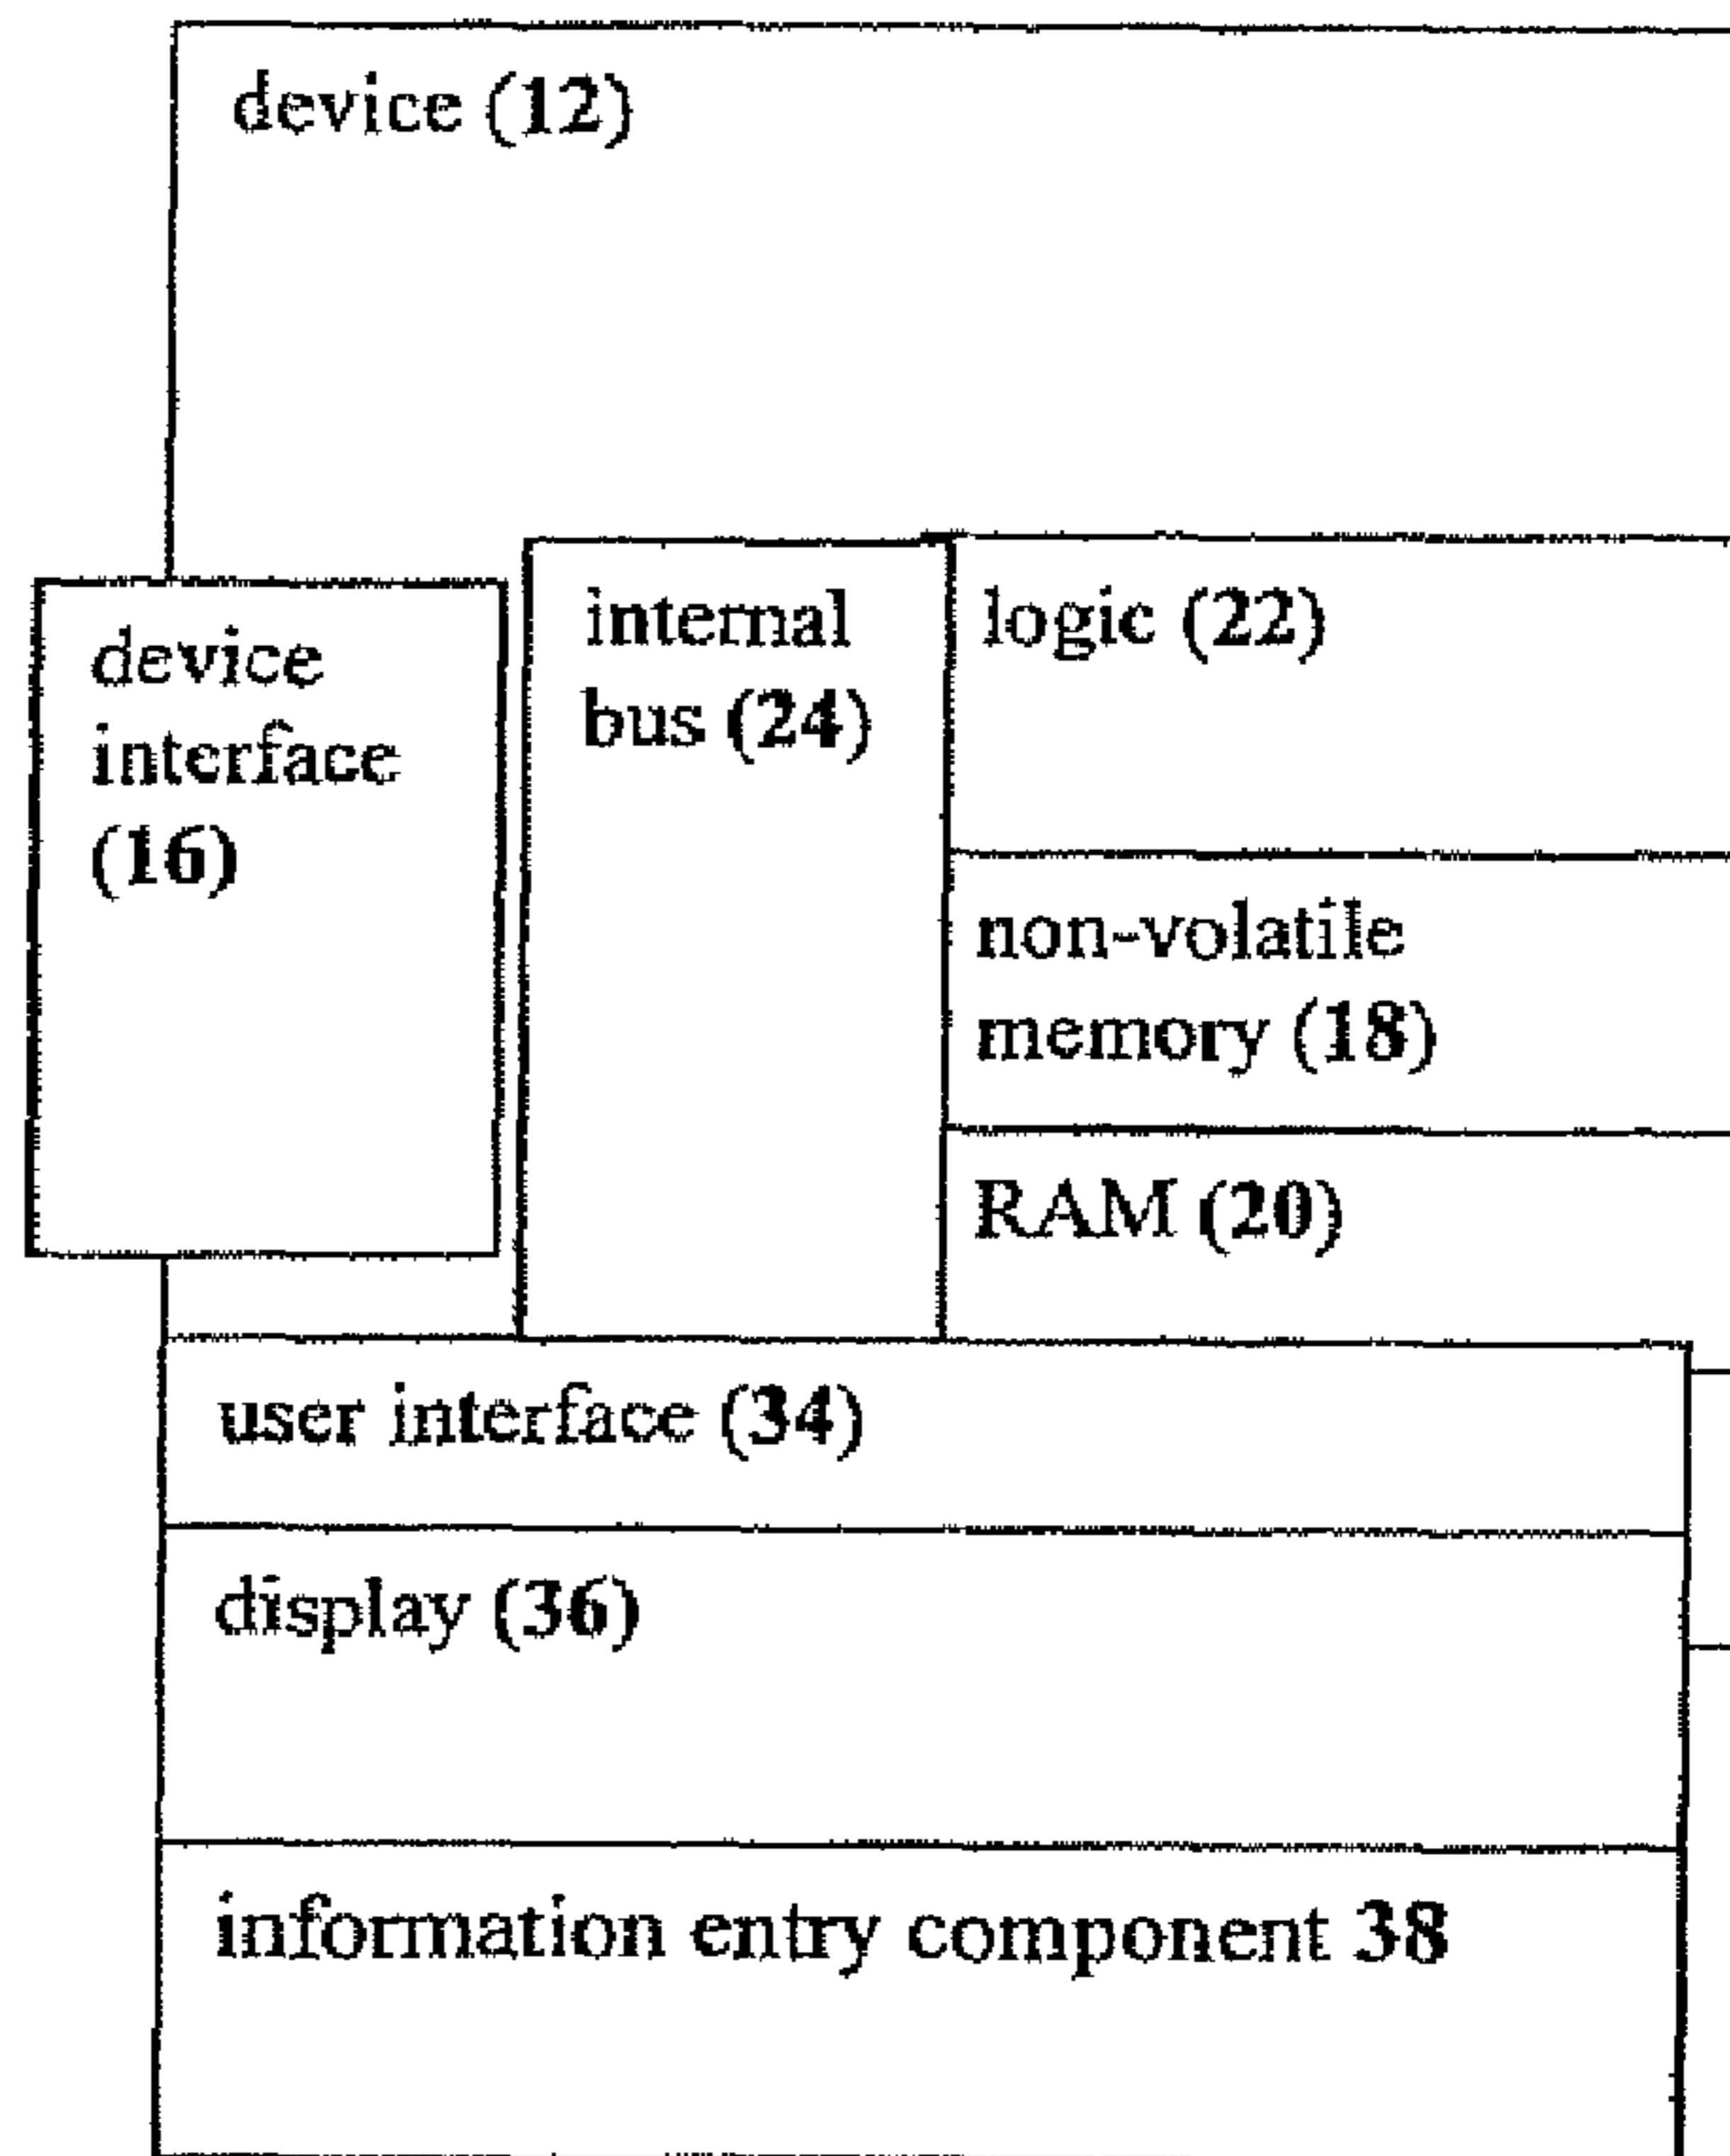 device (12)
device
interface
(16)
internal
bus (24)
logic (22)
non-volatile
memory (18)
RAM (20)
user interface (34)
display (36)
information entry component 38